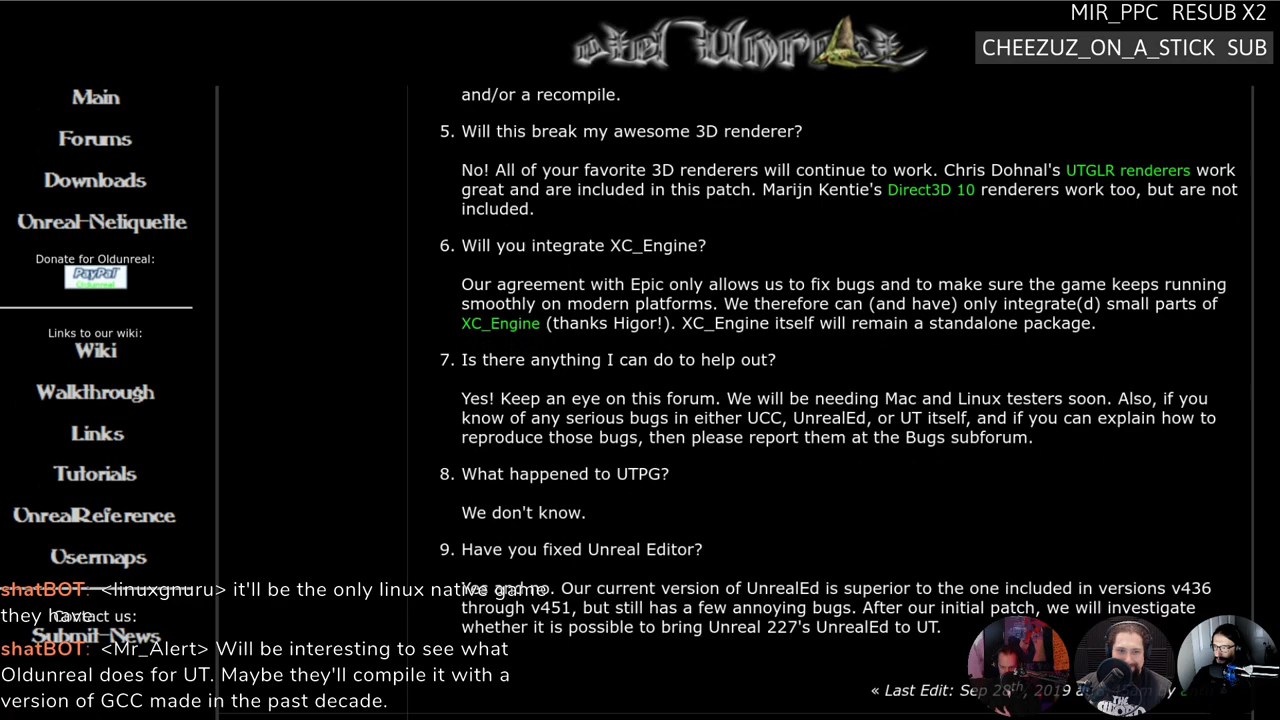 MIR_PPC RESUB X2
CHEEZUZ_ON_A_STICK SUB
old Unreal
Main
Forums
Downloads
Unreal-Netiquette
Donate for Oldunreal:
PayPal
Oldunreal
Links to our wiki:
Wiki
Walkthrough
Links
Tutorials
UnrealReference
Usermaps
Contact us:
Submit-News
and/or a recompile.
5. Will this break my awesome 3D renderer?
No! All of your favorite 3D renderers will continue to work. Chris Dohnal's UTGLR renderers work
great and are included in this patch. Marijn Kentie's Direct3D 10 renderers work too, but are not
included.
6. Will you integrate XC_Engine?
Our agreement with Epic only allows us to fix bugs and to make sure the game keeps running
smoothly on modern platforms. We therefore can (and have) only integrate(d) small parts of
XC_Engine (thanks Higor!). XC_Engine itself will remain a standalone package.
7. Is there anything I can do to help out?
Yes! Keep an eye on this forum. We will be needing Mac and Linux testers soon. Also, if you
know of any serious bugs in either UCC, UnrealEd, or UT itself, and if you can explain how to
reproduce those bugs, then please report them at the Bugs subforum.
8. What happened to UTPG?
We don't know.
9. Have you fixed Unreal Editor?
Yes and no. Our current version of UnrealEd is superior to the one included in versions v436
through v451, but still has a few annoying bugs. After our initial patch, we will investigate
whether it is possible to bring Unreal 227's UnrealEd to UT.
« Last Edit: Sep 28th, 2019
shatBOT: <linuxgnuru> it'll be the only linux native game
they have
shatBOT: <Mr_Alert> Will be interesting to see what
Oldunreal does for UT. Maybe they'll compile it with a
version of GCC made in the past decade.